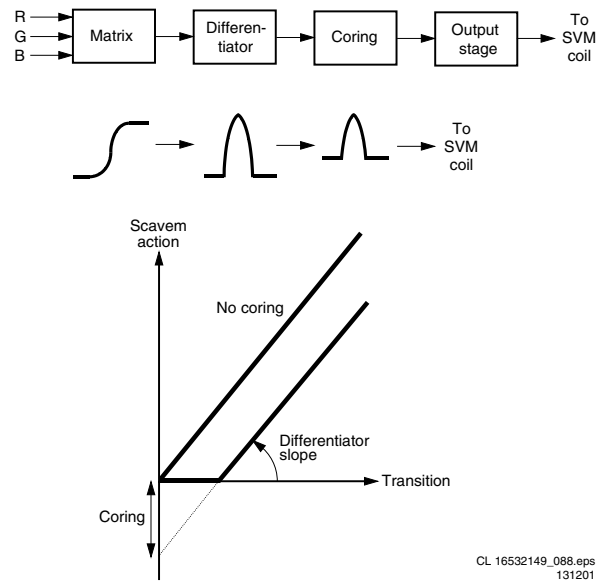 R
G
B
Matrix
Differen-
tiator
Coring
Output
stage
To
SVM
coil
To
SVM
coil
Scavem
action
No coring
Differentiator
slope
Transition
Coring
CL 16532149_088.eps
131201